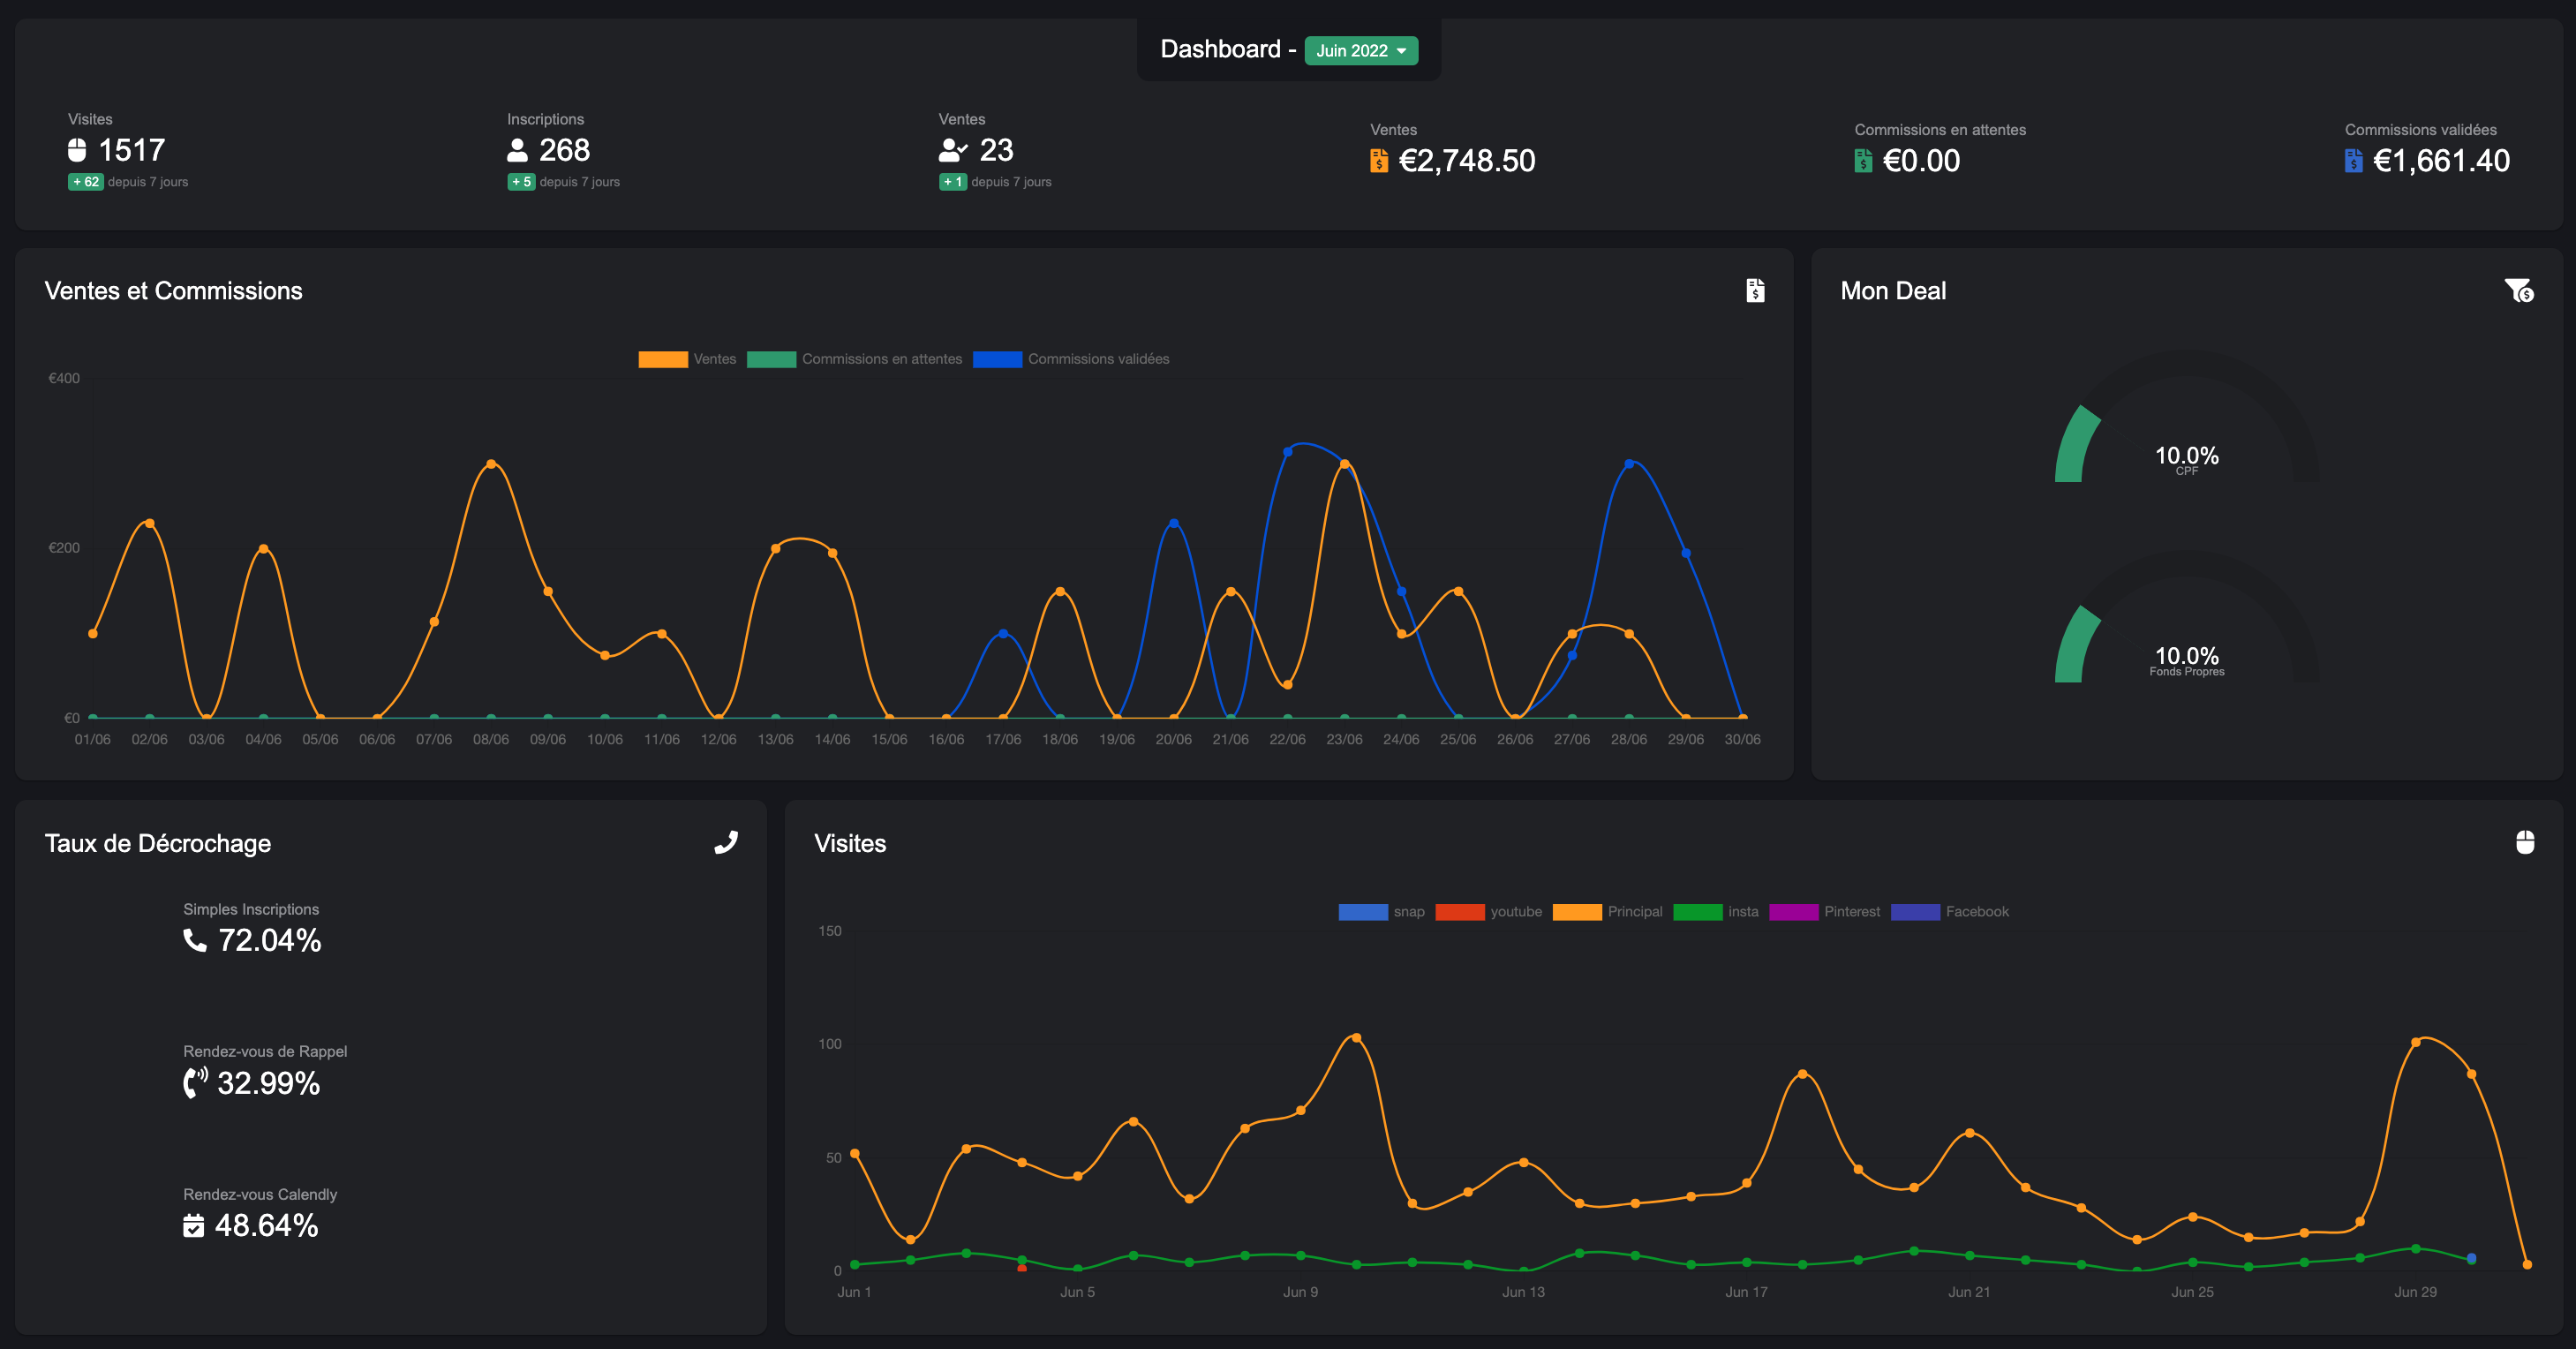 Dashboard - Juin 2022
Visites
1517
+ 62 depuis 7 jours
Inscriptions
268
+ 5 depuis 7 jours
Ventes
23
+ 1 depuis 7 jours
Ventes
€2,748.50
Commissions en attentes
€0.00
Commissions validées
€1,661.40
Ventes et Commissions
Ventes Commissions en attentes Commissions validées
€400
€200
€0
01/06 02/06 03/06 04/06 05/06 06/06 07/06 08/06 09/06 10/06 11/06 12/06 13/06 14/06 15/06 16/06 17/06 18/06 19/06 20/06 21/06 22/06 23/06 24/06 25/06 26/06 27/06 28/06 29/06 30/06
Mon Deal
10.0%
CPF
10.0%
Fonds Propres
Taux de Décrochage
Simples Inscriptions
72.04%
Rendez-vous de Rappel
32.99%
Rendez-vous Calendly
48.64%
Visites
snap youtube Principal insta Pinterest Facebook
150
100
50
0
Jun 1 Jun 5 Jun 9 Jun 13 Jun 17 Jun 21 Jun 25 Jun 29